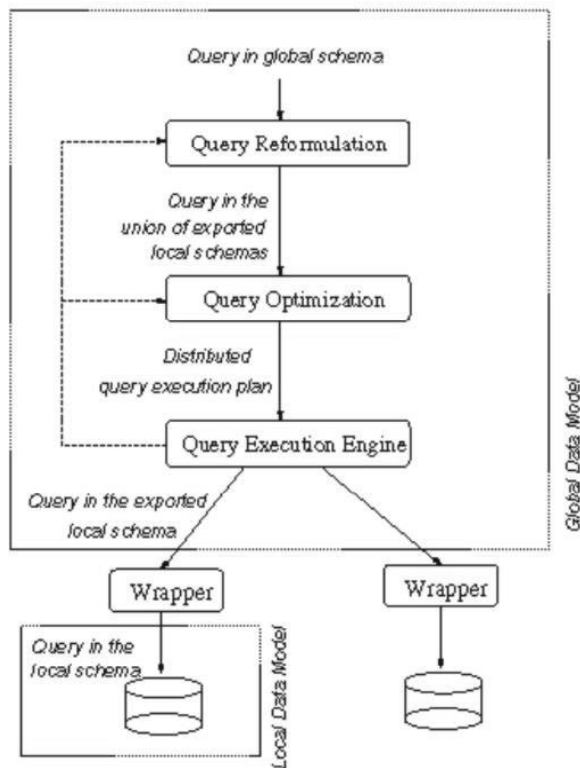 Query in global schema
Query Reformulation
Query in the
union of exported
local schemas
Query Optimization
Distributed
query execution plan
Query Execution Engine
Global Data Model
Query in the exported
local schema
Wrapper
Wrapper
Query in the
local schema
Local Data Model